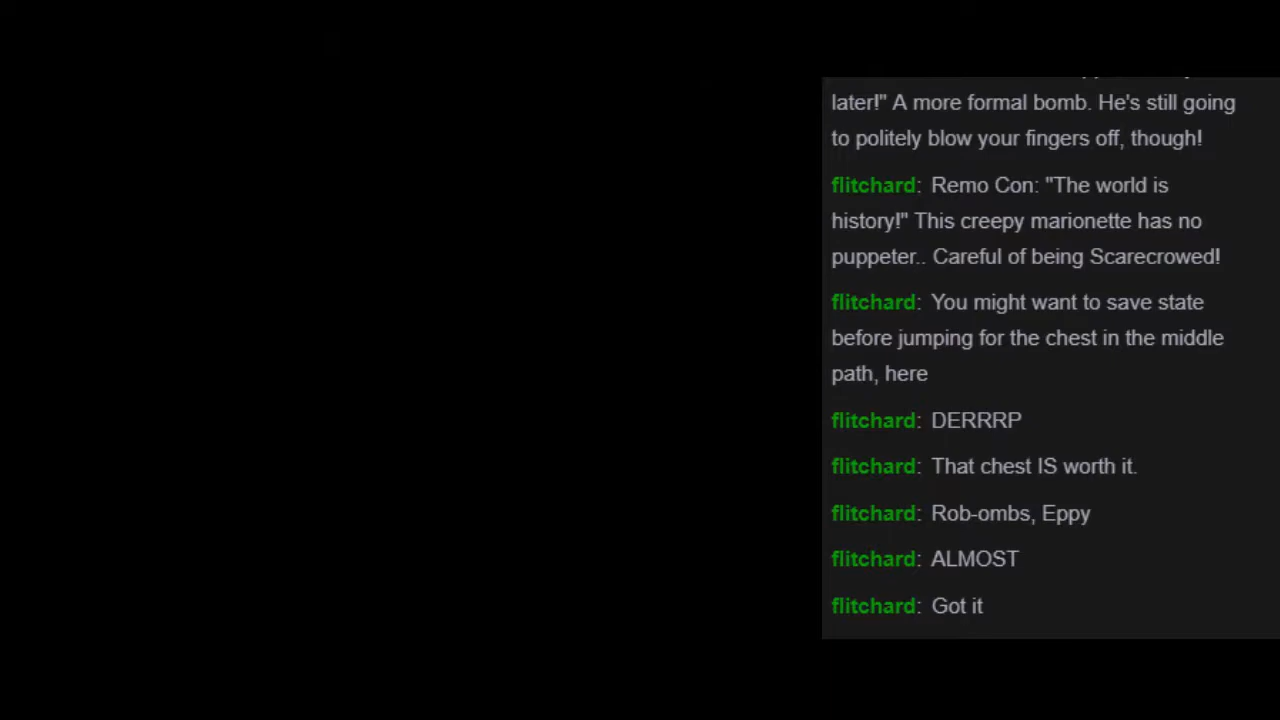 later!" A more formal bomb. He's still going
to politely blow your fingers off, though!
flitchard: Remo Con: "The world is
history!" This creepy marionette has no
puppeter.. Careful of being Scarecrowed!
flitchard: You might want to save state
before jumping for the chest in the middle
path, here
flitchard: DERRRP
flitchard: That chest IS worth it.
flitchard: Rob-ombs, Eppy
flitchard: ALMOST
flitchard: Got it